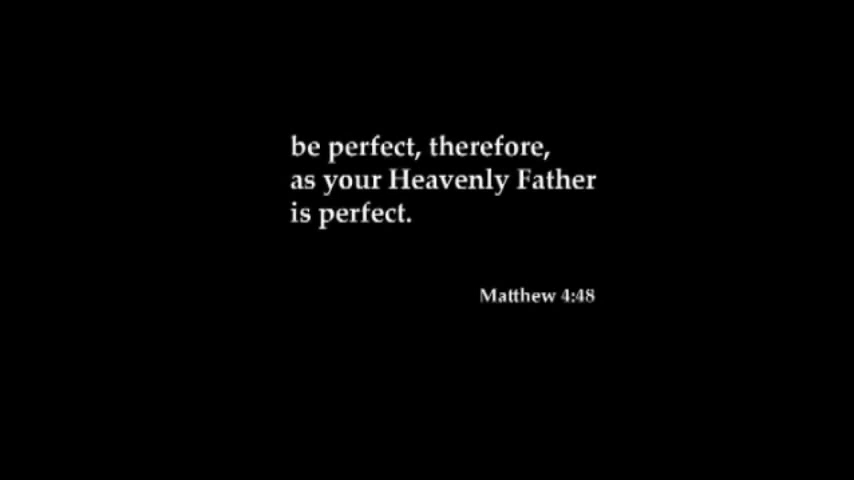 be perfect, therefore,
as your Heavenly Father
is perfect.
Matthew 4:48